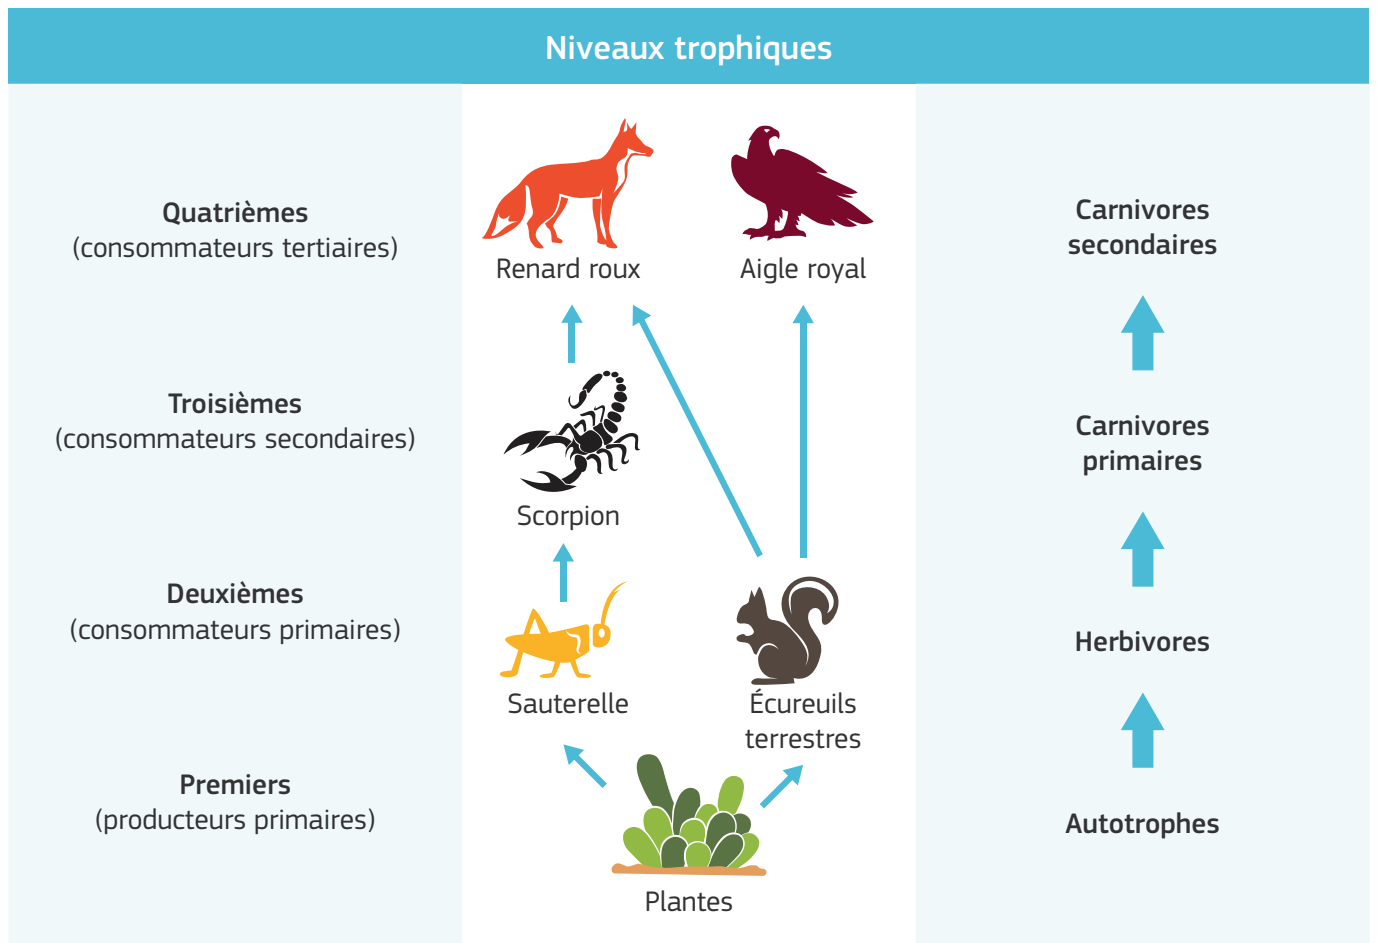 Niveaux trophiques
Quatrièmes
(consommateurs tertiaires)
Troisièmes
(consommateurs secondaires)
Deuxièmes
(consommateurs primaires)
Premiers
(producteurs primaires)
Renard roux
Aigle royal
Scorpion
Sauterelle
Écureuils
terrestres
Plantes
Carnivores
secondaires
Carnivores
primaires
Herbivores
Autotrophes